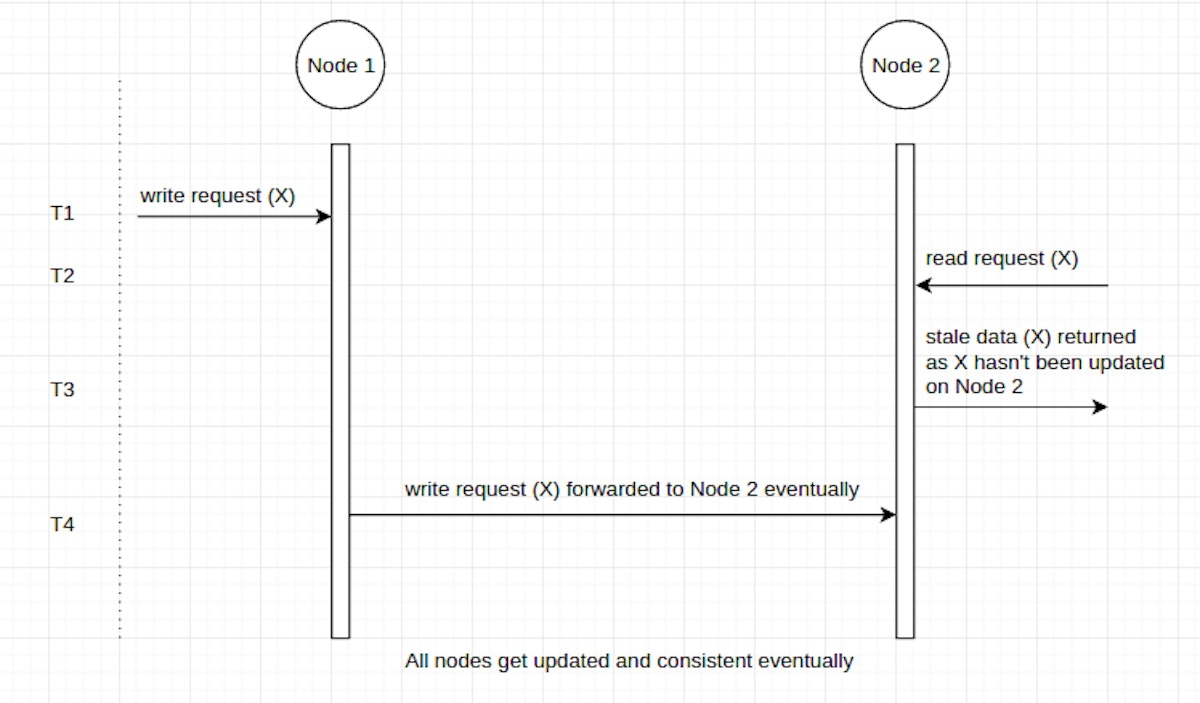 Node 1
Node 2
write request (X)
T1
read request (X)
T2
stale data (X) returned
as X hasn't been updated
on Node 2
T3
write request (X) forwarded to Node 2 eventually
T4
All nodes get updated and consistent eventually